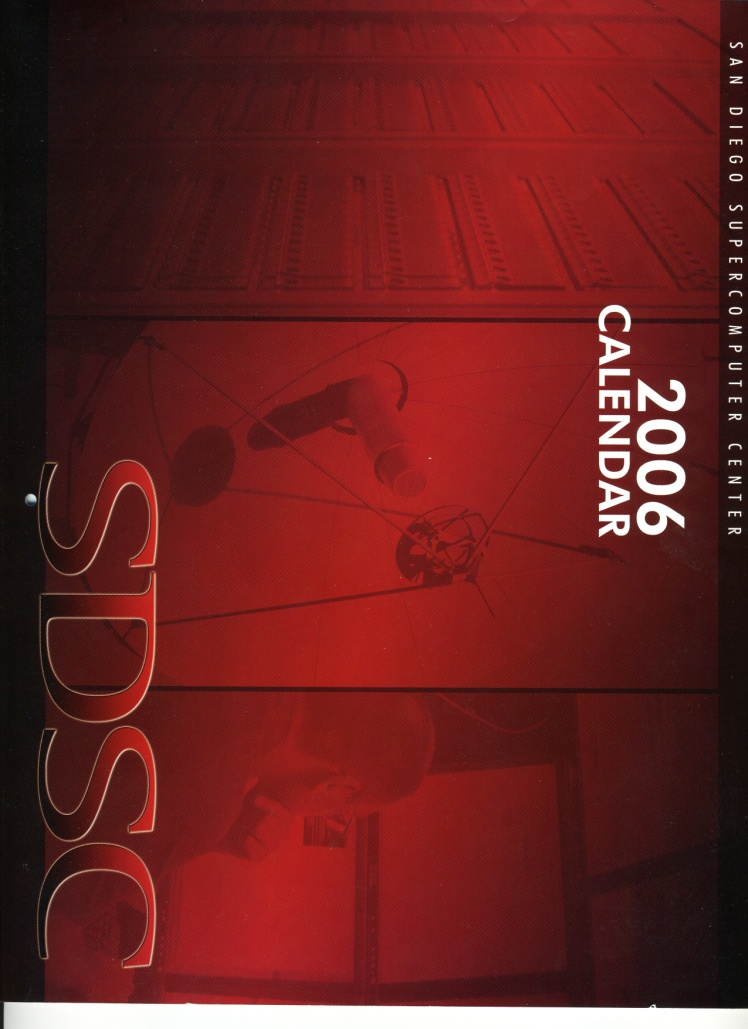 SAN DIEGO SUPERCOMPUTER CENTER
2006
CALENDAR
SDSC